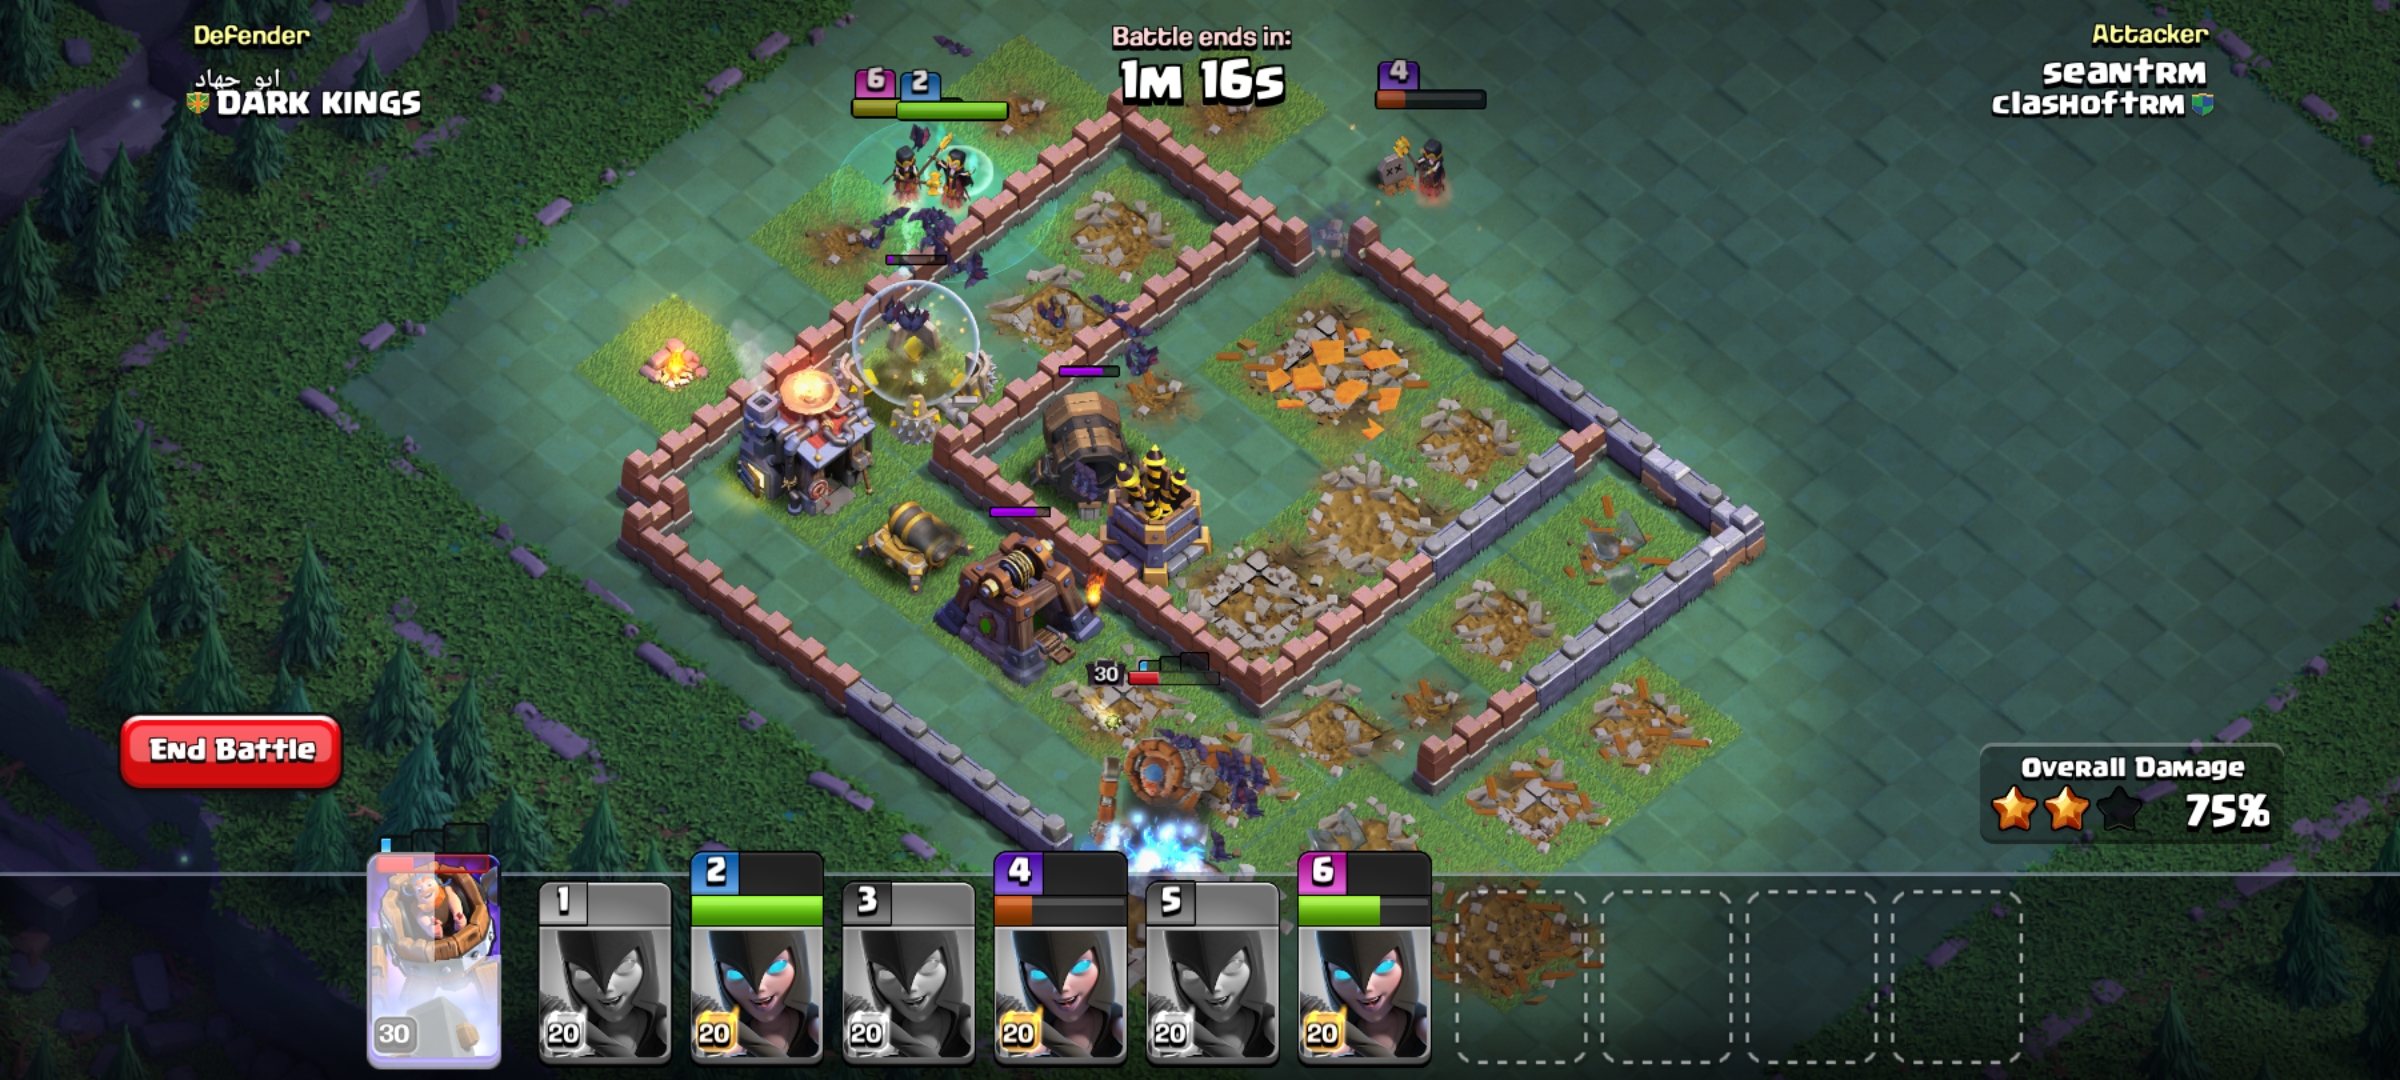 Defender
ابو جهاد
DARK KINGS
6
2
Battle ends in:
1m 16s
4
Attacker
seantrm
clashoftrm
30
End Battle
Overall Damage
75%
30
1
20
2
20
3
20
4
20
5
20
6
20